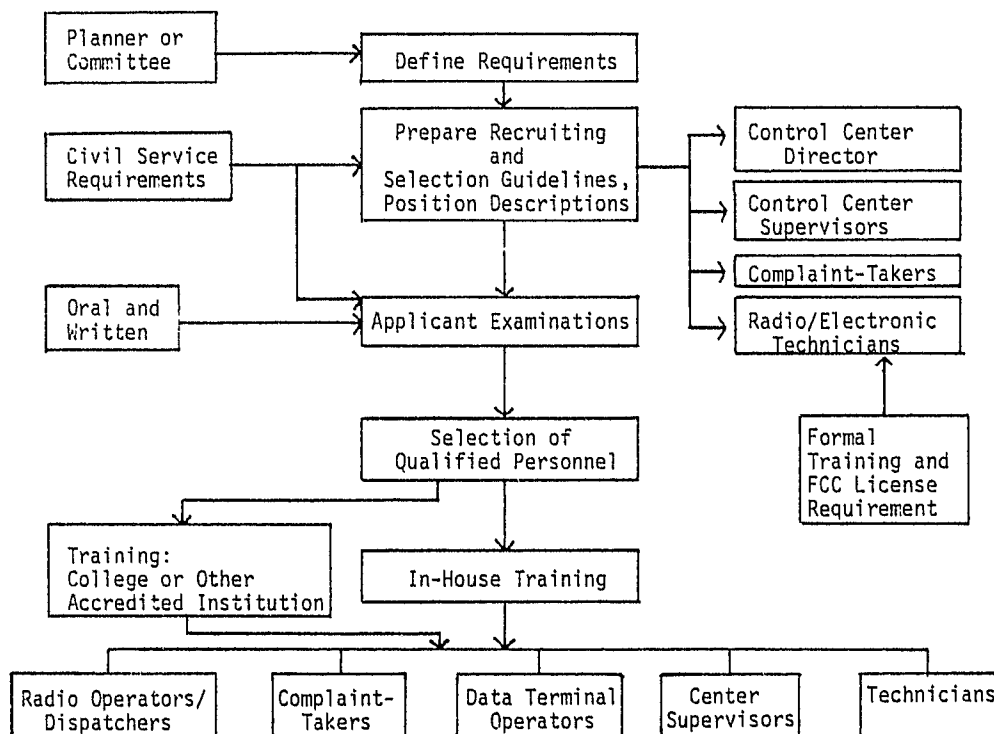 Planner or
Committee
Define Requirements
Civil Service
Requirements
Prepare Recruiting
and
Selection Guidelines,
Position Descriptions
Control Center
Director
Control Center
Supervisors
Complaint-Takers
Radio/Electronic
Technicians
Oral and
Written
Applicant Examinations
Formal
Training and
FCC License
Requirement
Selection of
Qualified Personnel
Training:
College or Other
Accredited Institution
In-House Training
Radio Operators/
Dispatchers
Complaint-
Takers
Data Terminal
Operators
Center
Supervisors
Technicians